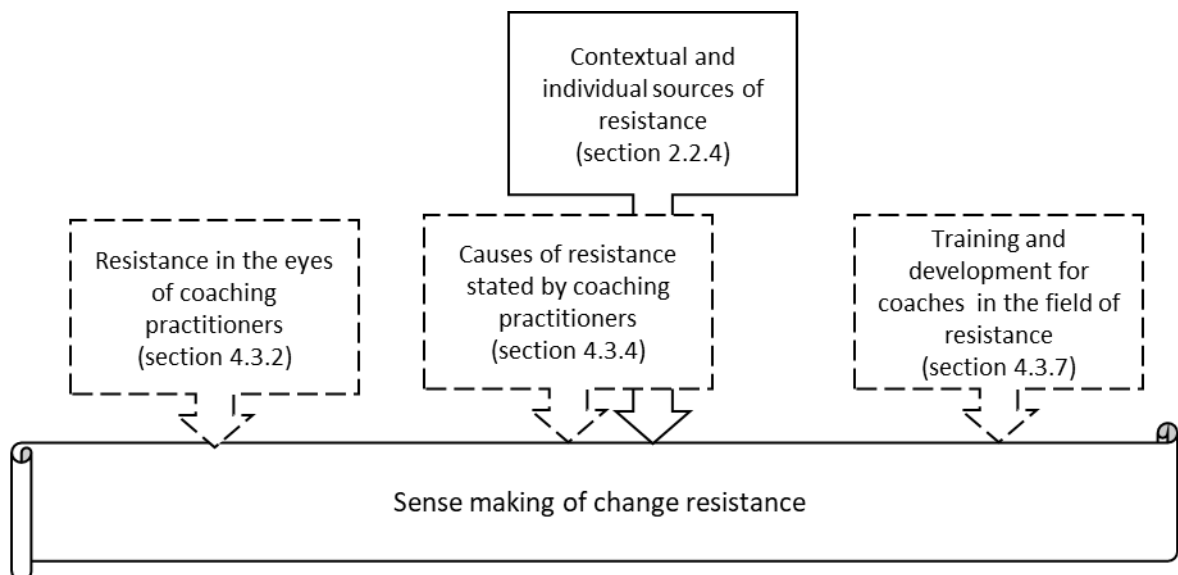 Contextual and
individual sources of
resistance
(section 2.2.4)
Resistance in the eyes
of coaching
practitioners
(section 4.3.2)
Causes of resistance
stated by coaching
practitioners
(section 4.3.4)
Training and
development for
coaches in the field of
resistance
(section 4.3.7)
Sense making of change resistance